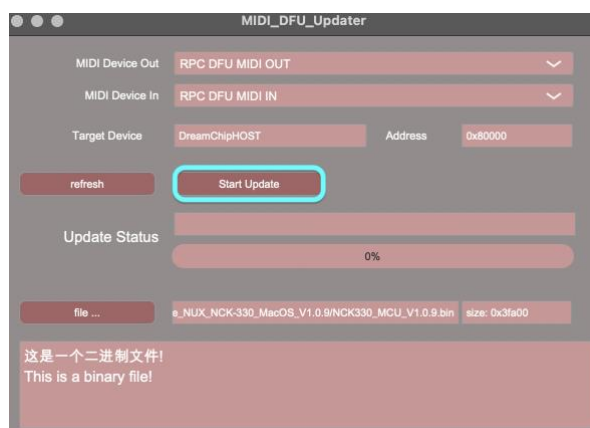 MIDI_DFU_Updater
MIDI Device Out RPC DFU MIDI OUT
MIDI Device In RPC DFU MIDI IN
Target Device DreamChipHOST Address 0x80000
refresh Start Update
Update Status
0%
file ... e_NUX_NCK-330_MacOS_V1.0.9/NCK330_MCU_V1.0.9.bin size: 0x3fa00
这是一个二进制文件!
This is a binary file!